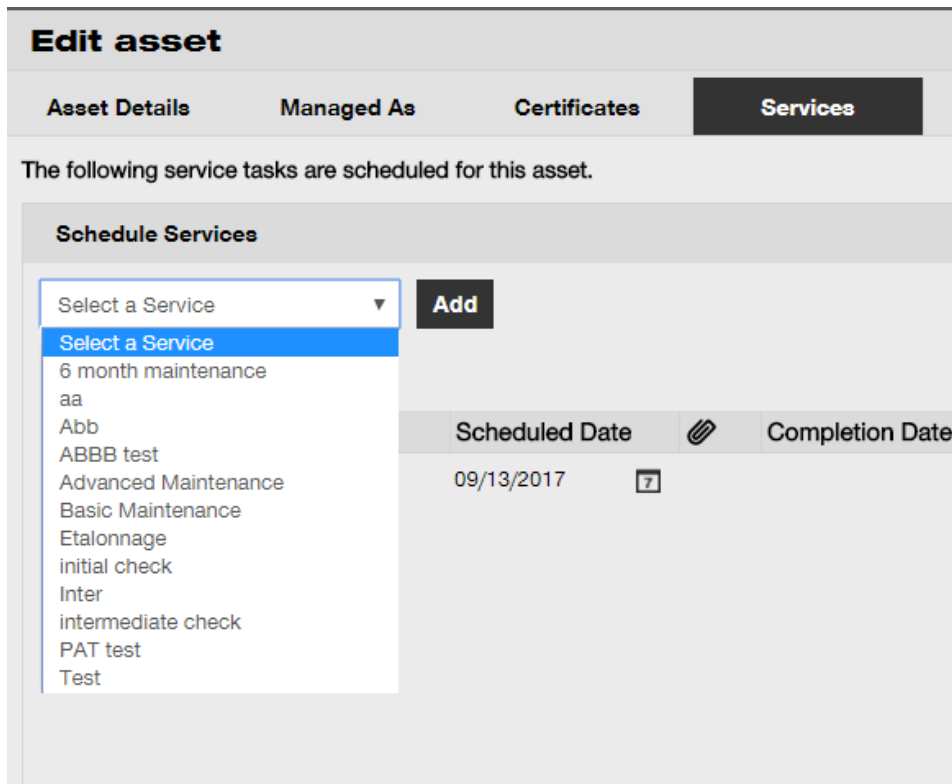 Edit asset
Asset Details Managed As Certificates Services
The following service tasks are scheduled for this asset.
Schedule Services
Select a Service ▼ Add
Select a Service
6 month maintenance
aa
Abb
ABBB test
Advanced Maintenance
Basic Maintenance
Etalonnage
initial check
Inter
intermediate check
PAT test
Test
Scheduled Date Completion Date
09/13/2017 7